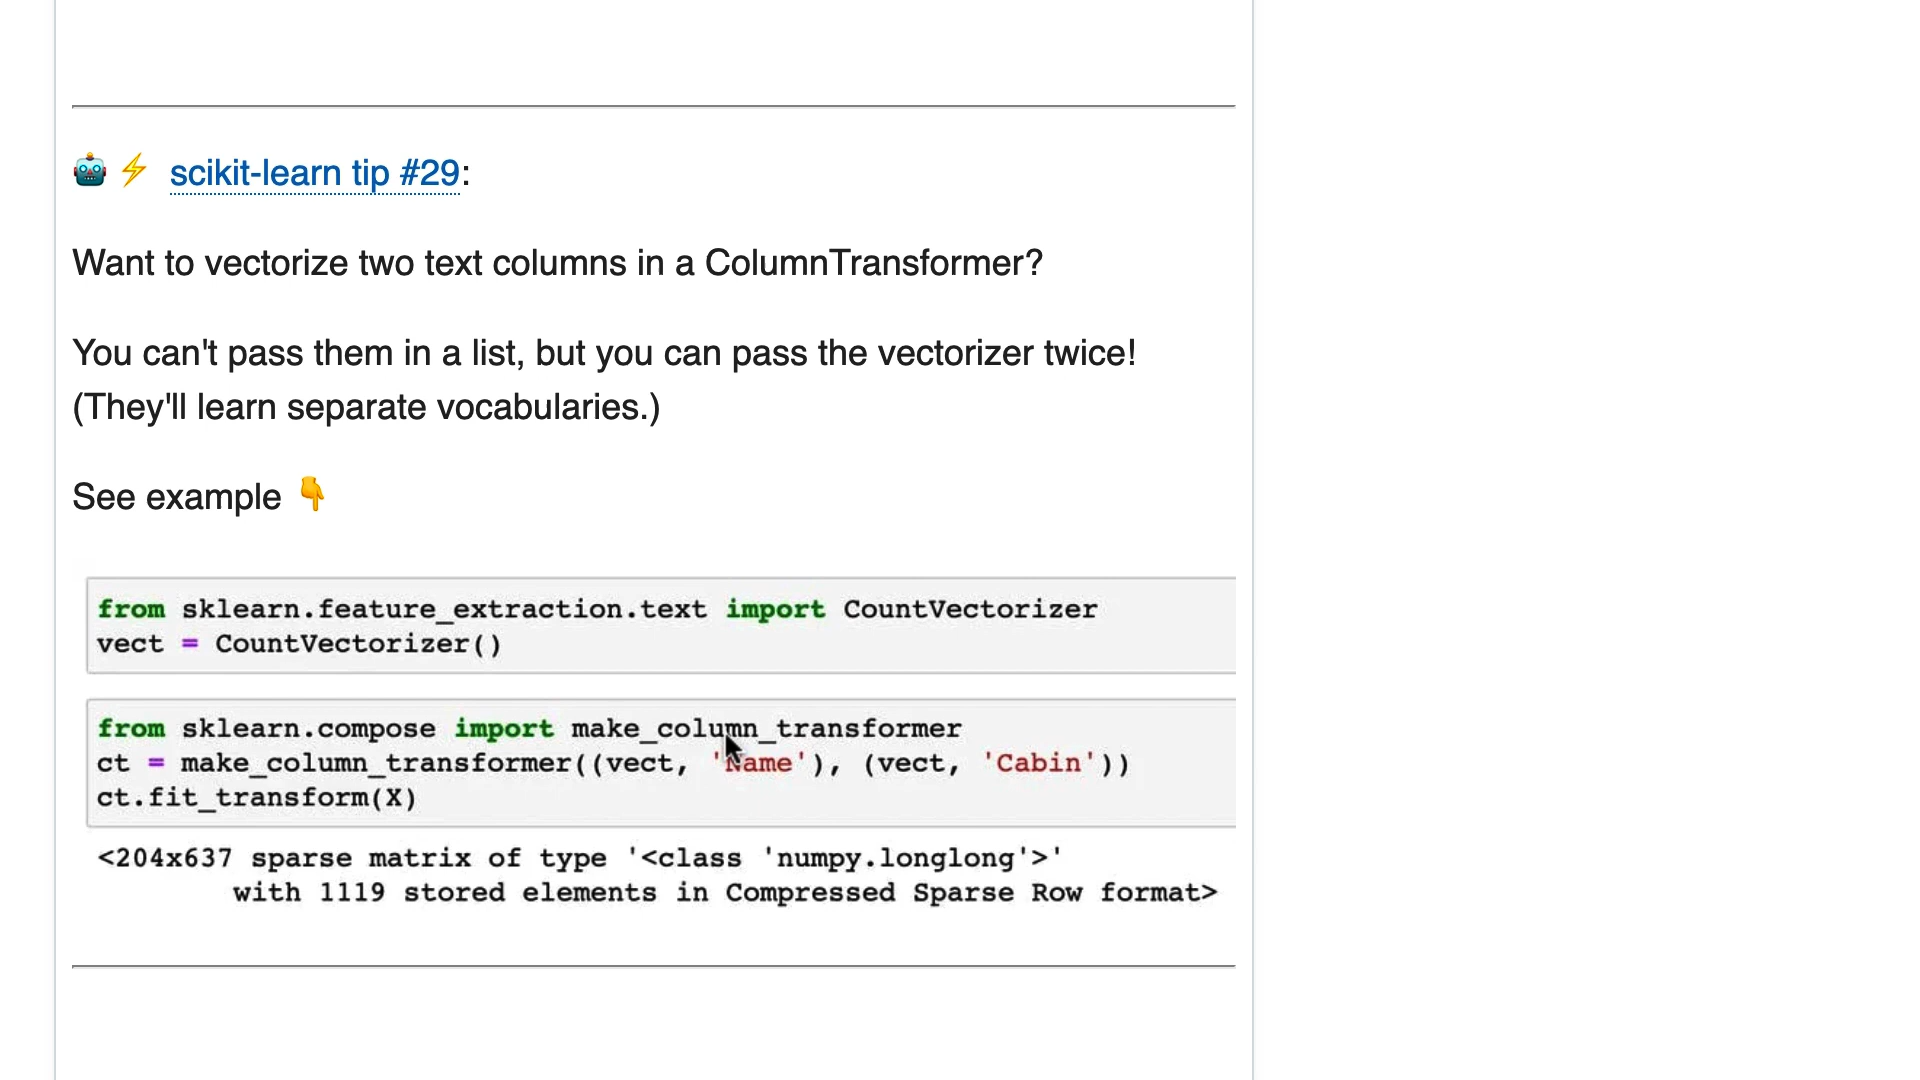 🤖⚡ scikit-learn tip #29:
Want to vectorize two text columns in a ColumnTransformer?
You can't pass them in a list, but you can pass the vectorizer twice!
(They'll learn separate vocabularies.)
See example 👇
from sklearn.feature_extraction.text import CountVectorizer
vect = CountVectorizer()
from sklearn.compose import make_column_transformer
ct = make_column_transformer((vect, 'Name'), (vect, 'Cabin'))
ct.fit_transform(X)
<204x637 sparse matrix of type '<class 'numpy.longlong'>'
        with 1119 stored elements in Compressed Sparse Row format>